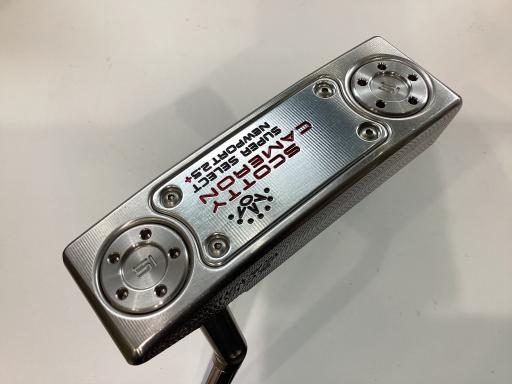 SCOTTY
CAMERON
SUPER SELECT
NEWPORT 2.5+